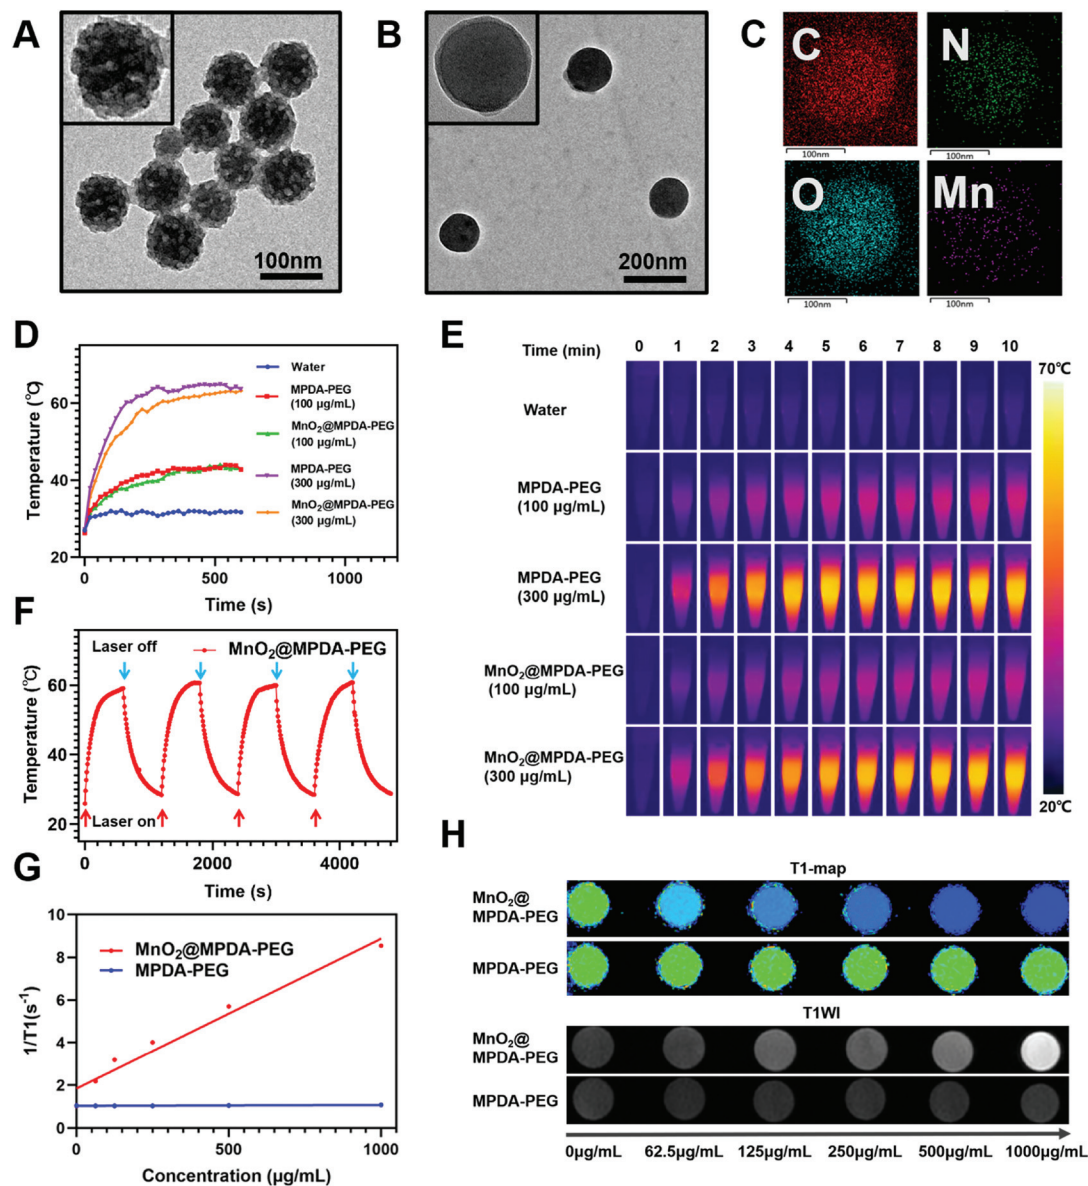 A
100nm
B
200nm
C
C
N
100nm
100nm
O
Mn
100nm
100nm
D
Temperature (℃)
60
40
20
0
500
1000
Time (s)
Water
MPDA-PEG
(100 μg/mL)
MnO2@MPDA-PEG
(100 μg/mL)
MPDA-PEG
(300 μg/mL)
MnO2@MPDA-PEG
(300 μg/mL)
E
Time (min)
0 1 2 3 4 5 6 7 8 9 10
Water
MPDA-PEG
(100 μg/mL)
MPDA-PEG
(300 μg/mL)
MnO2@MPDA-PEG
(100 μg/mL)
MnO2@MPDA-PEG
(300 μg/mL)
70℃
20℃
F
Temperature (℃)
80
60
40
20
Laser off
MnO2@MPDA-PEG
Laser on
0
2000
4000
Time (s)
G
1/T1(s-1)
10
8
6
4
2
0
MnO2@MPDA-PEG
MPDA-PEG
0
500
1000
Concentration (μg/mL)
H
T1-map
MnO2@
MPDA-PEG
MPDA-PEG
T1WI
MnO2@
MPDA-PEG
MPDA-PEG
0μg/mL 62.5μg/mL 125μg/mL 250μg/mL 500μg/mL 1000μg/mL